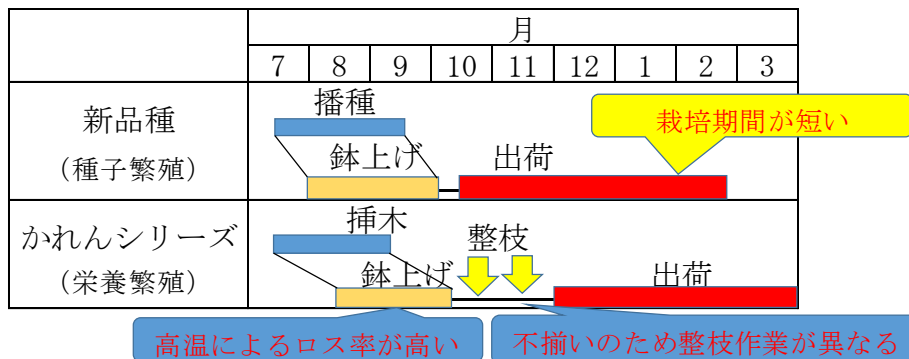 月
7 8 9 10 11 12 1 2 3
播種
新品種
栽培期間が短い
(種子繁殖)
鉢上げ
出荷
挿木
整枝
かれんシリーズ
(栄養繁殖)
鉢上げ
出荷
高温によるロス率が高い
不揃いのため整枝作業が異なる